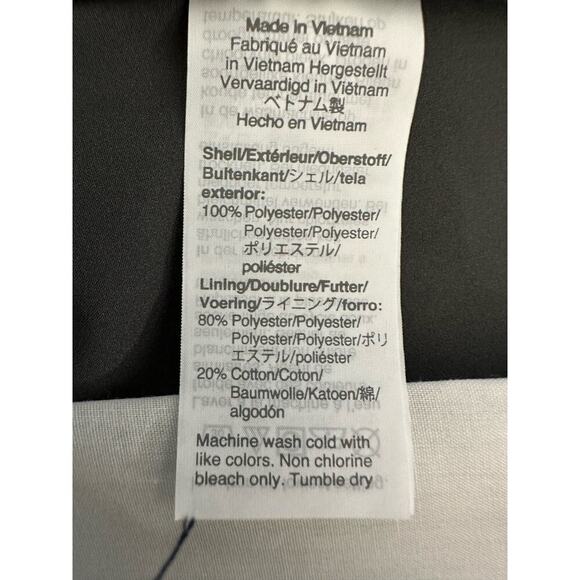 Made in Vietnam
Fabriqué au Vietnam
in Vietnam Hergestellt
Vervaardigd in Viêtnam
ベトナム製
Hecho en Vietnam
Shell/Extérieur/Oberstoff/
Buitenkant/シェル/tela
exterior:
100% Polyester/Polyester/
Polyester/Polyester/
ポリエステル/
poliéster
Lining/Doublure/Futter/
Voering/ライニング/forro:
80% Polyester/Polyester/
Polyester/Polyester/ポリ
エステル/poliéster
20% Cotton/Coton/
Baumwolle/Katoen/綿/
algodón
Machine wash cold with
like colors. Non chlorine
bleach only. Tumble dry